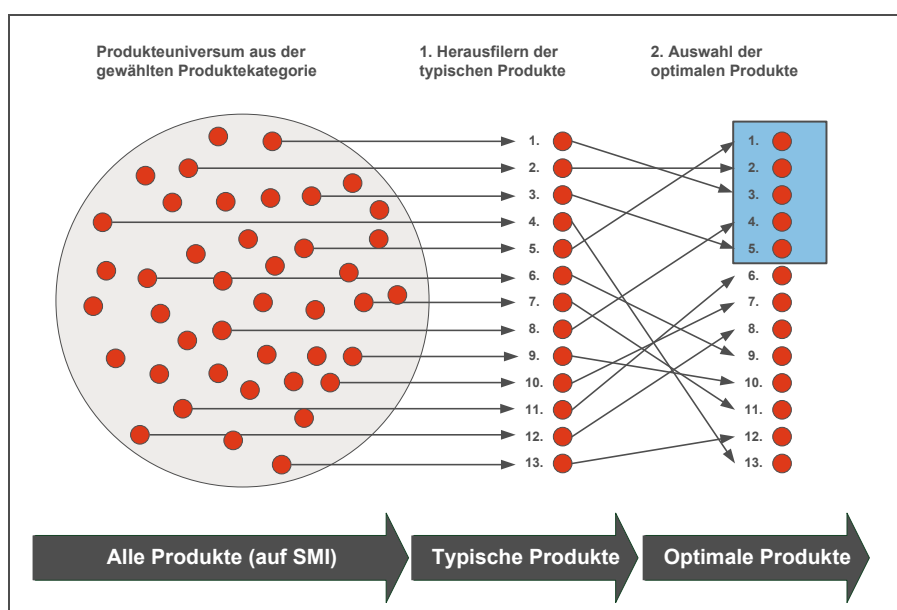 Produkteuniversum aus der
gewählten Produktekategorie
1. Herausfilern der
typischen Produkte
2. Auswahl der
optimalen Produkte
1.
2.
3.
4.
5.
6.
7.
8.
9.
10.
11.
12.
13.
1.
2.
3.
4.
5.
6.
7.
8.
9.
10.
11.
12.
13.
Alle Produkte (auf SMI)
Typische Produkte
Optimale Produkte